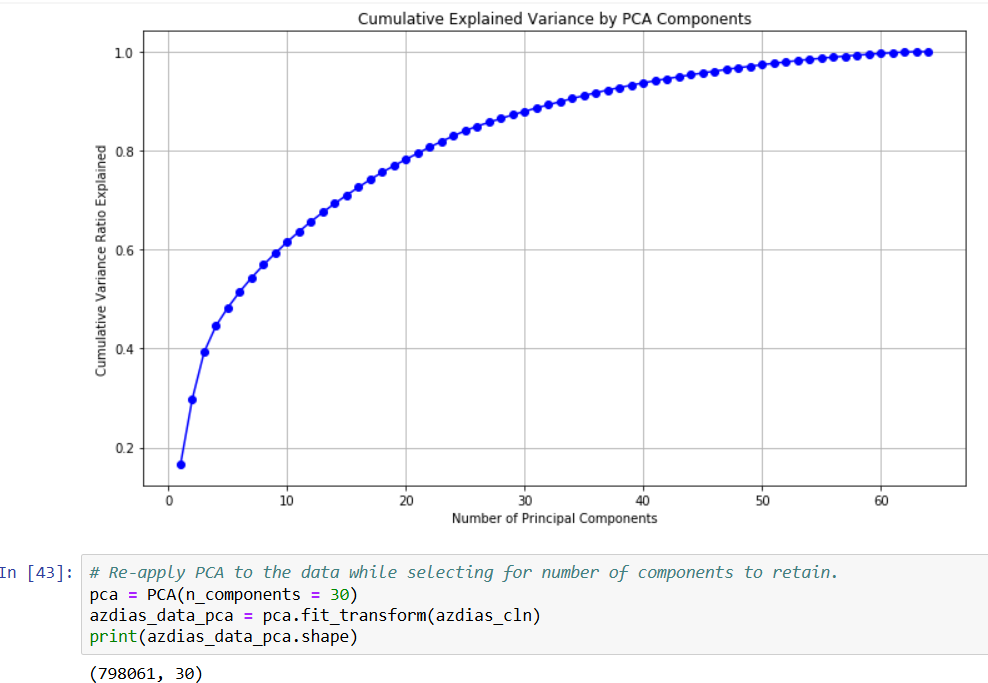 Cumulative Explained Variance by PCA Components
1.0
0.8
0.6
0.4
0.2
Cumulative Variance Ratio Explained
0 10 20 30 40 50 60
Number of Principal Components
In [43]:
# Re-apply PCA to the data while selecting for number of components to retain.
pca = PCA(n_components = 30)
azdias_data_pca = pca.fit_transform(azdias_cln)
print(azdias_data_pca.shape)
(798061, 30)